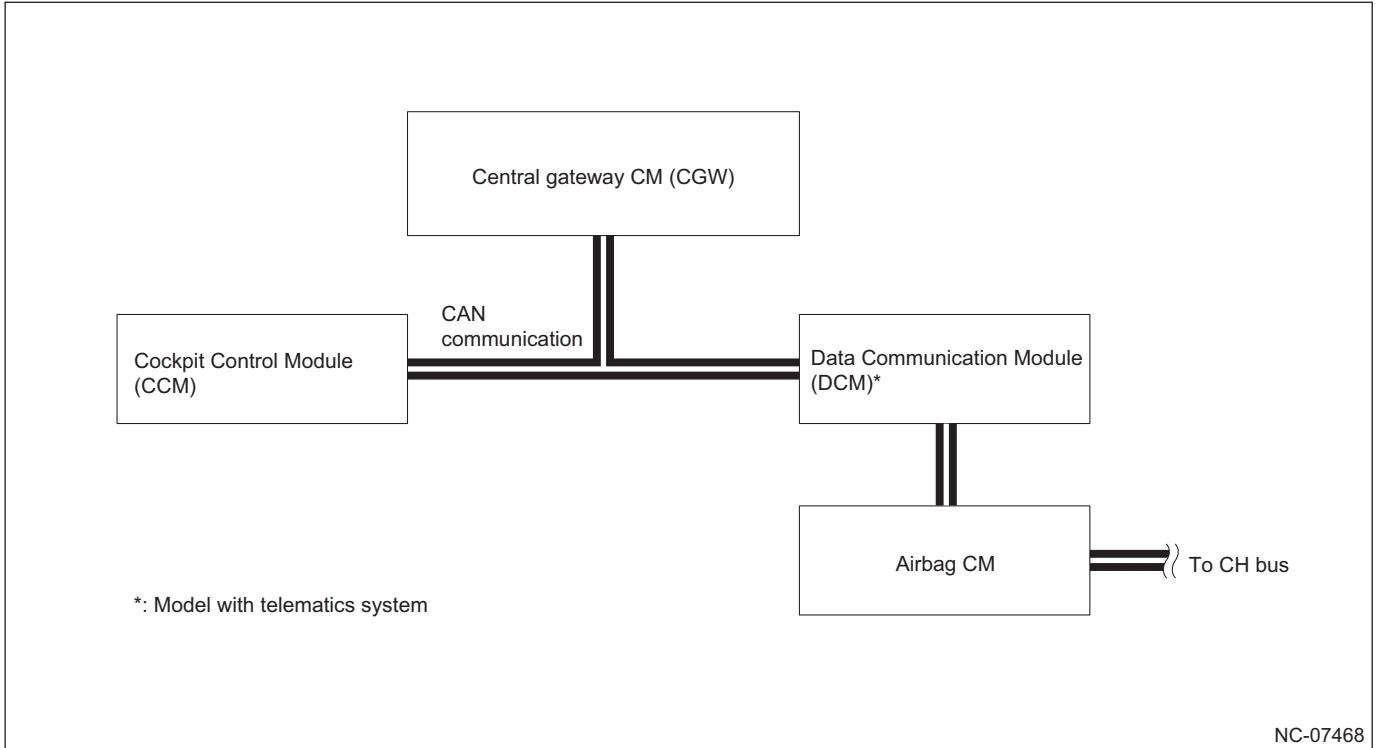 Central gateway CM (CGW)
CAN
communication
Cockpit Control Module
(CCM)
Data Communication Module
(DCM)*
Airbag CM
To CH bus
*: Model with telematics system
NC-07468